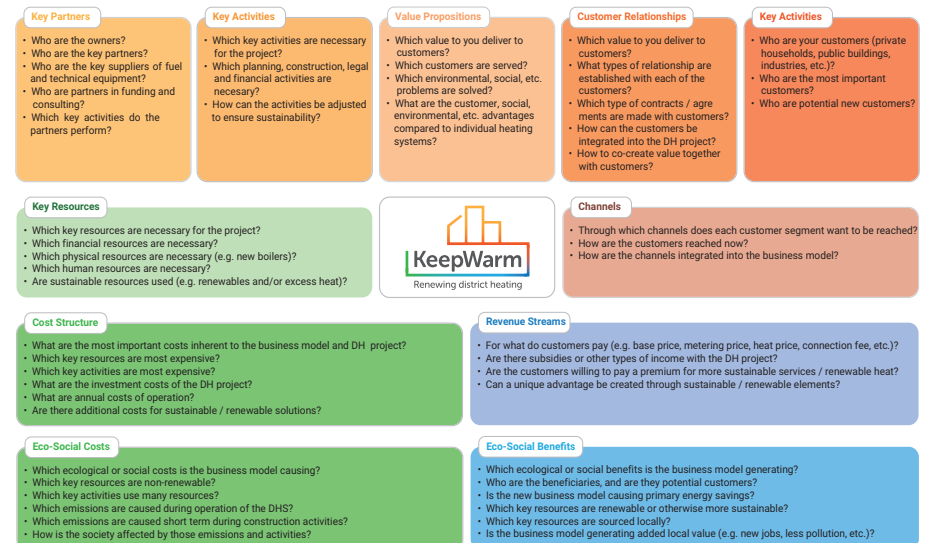 Key Partners
• Who are the owners?
• Who are the key partners?
• Who are the key suppliers of fuel
and technical equipment?
• Who are partners in funding and
consulting?
• Which key activities do the
partners perform?
Key Activities
• Which key activities are necessary
for the project?
• Which planning, construction, legal
and financial activities are
necesary?
• How can the activities be adjusted
to ensure sustainability?
Value Propositions
• Which value to you deliver to
customers?
• Which customers are served?
• Which environmental, social, etc.
problems are solved?
• What are the customer, social,
environmental, etc. advantages
compared to individual heating
systems?
Customer Relationships
• Which value to you deliver to
customers?
• What types of relationship are
established with each of the
customers?
• Which type of contracts / agre
ments are made with customers?
• How can the customers be
integrated into the DH project?
• How to co-create value together
with customers?
Key Activities
• Who are your customers (private
households, public buildings,
industries, etc.)?
• Who are the most important
customers?
• Who are potential new customers?
Key Resources
• Which key resources are necessary for the project?
• Which financial resources are necessary?
• Which physical resources are necessary (e.g. new boilers)?
• Which human resources are necessary?
• Are sustainable resources used (e.g. renewables and/or excess heat)?
KeepWarm
Renewing district heating
Channels
• Through which channels does each customer segment want to be reached?
• How are the customers reached now?
• How are the channels integrated into the business model?
Cost Structure
• What are the most important costs inherent to the business model and DH project?
• Which key resources are most expensive?
• Which key activities are most expensive?
• What are the investment costs of the DH project?
• What are annual costs of operation?
• Are there additional costs for sustainable / renewable solutions?
Revenue Streams
• For what do customers pay (e.g. base price, metering price, heat price, connection fee, etc.)?
• Are there subsidies or other types of income with the DH project?
• Are the customers willing to pay a premium for more sustainable services / renewable heat?
• Can a unique advantage be created through sustainable / renewable elements?
Eco-Social Costs
• Which ecological or social costs is the business model causing?
• Which key resources are non-renewable?
• Which key activities use many resources?
• Which emissions are caused during operation of the DHS?
• Which emissions are caused short term during construction activities?
• How is the society affected by those emissions and activities?
Eco-Social Benefits
• Which ecological or social benefits is the business model generating?
• Who are the beneficiaries, and are they potential customers?
• Is the new business model causing primary energy savings?
• Which key resources are renewable or otherwise more sustainable?
• Which key resources are sourced locally?
• Is the business model generating added local value (e.g. new jobs, less pollution, etc.)?